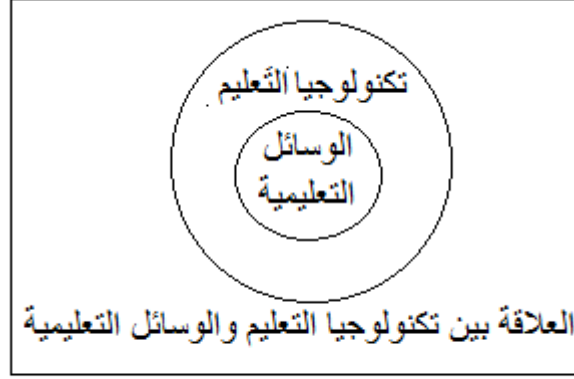 تكنولوجيا التعليم
الوسائل
التعليمية
العلاقة بين تكنولوجيا التعليم والوسائل التعليمية